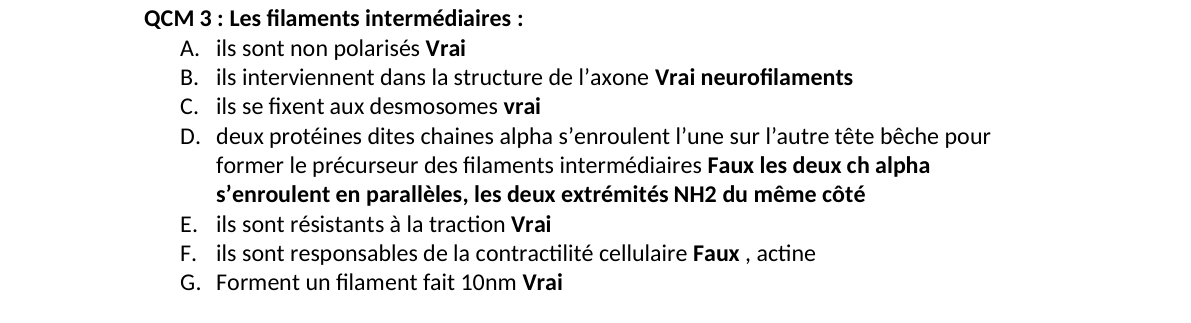 QCM 3 : Les filaments intermédiaires :
A. ils sont non polarisés Vrai
B. ils interviennent dans la structure de l’axone Vrai neurofilaments
C. ils se fixent aux desmosomes vrai
D. deux protéines dites chaines alpha s’enroulent l’une sur l’autre tête bêche pour
former le précurseur des filaments intermédiaires Faux les deux ch alpha
s’enroulent en parallèles, les deux extrémités NH2 du même côté
E. ils sont résistants à la traction Vrai
F. ils sont responsables de la contractilité cellulaire Faux , actine
G. Forment un filament fait 10nm Vrai